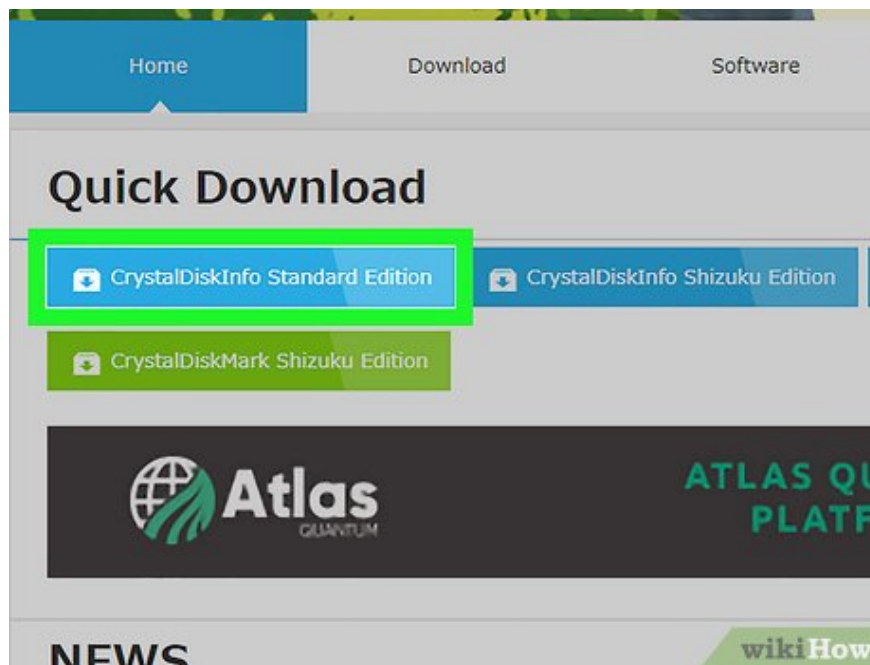 Home Download Software
Quick Download
CrystalDiskInfo Standard Edition CrystalDiskInfo Shizuku Edition
CrystalDiskMark Shizuku Edition
Atlas
QUANTUM
ATLAS QU
PLATF
NEWS
wikiHow